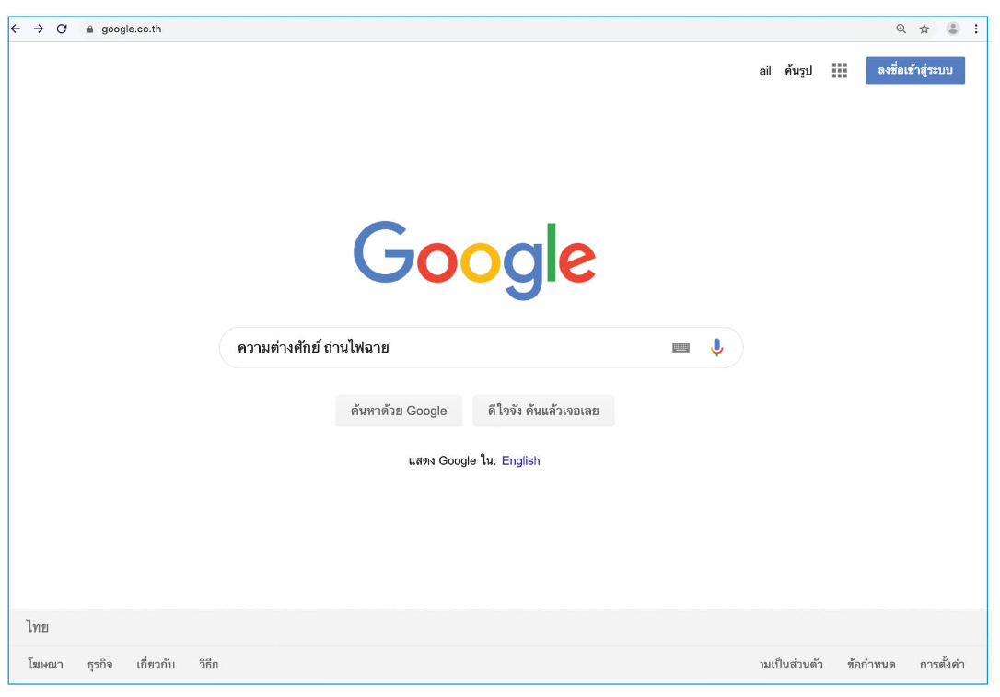 google.co.th
ail ค้นรูป ลงชื่อเข้าสู่ระบบ
Google
ความต่างศักย์ ถ่านไฟฉาย
ค้นหาด้วย Google ดีใจจัง ค้นแล้วเจอเลย
แสดง Google ใน: English
ไทย
โฆษณา ธุรกิจ เกี่ยวกับ วิธีก ามเป็นส่วนตัว ข้อกำหนด การตั้งค่า